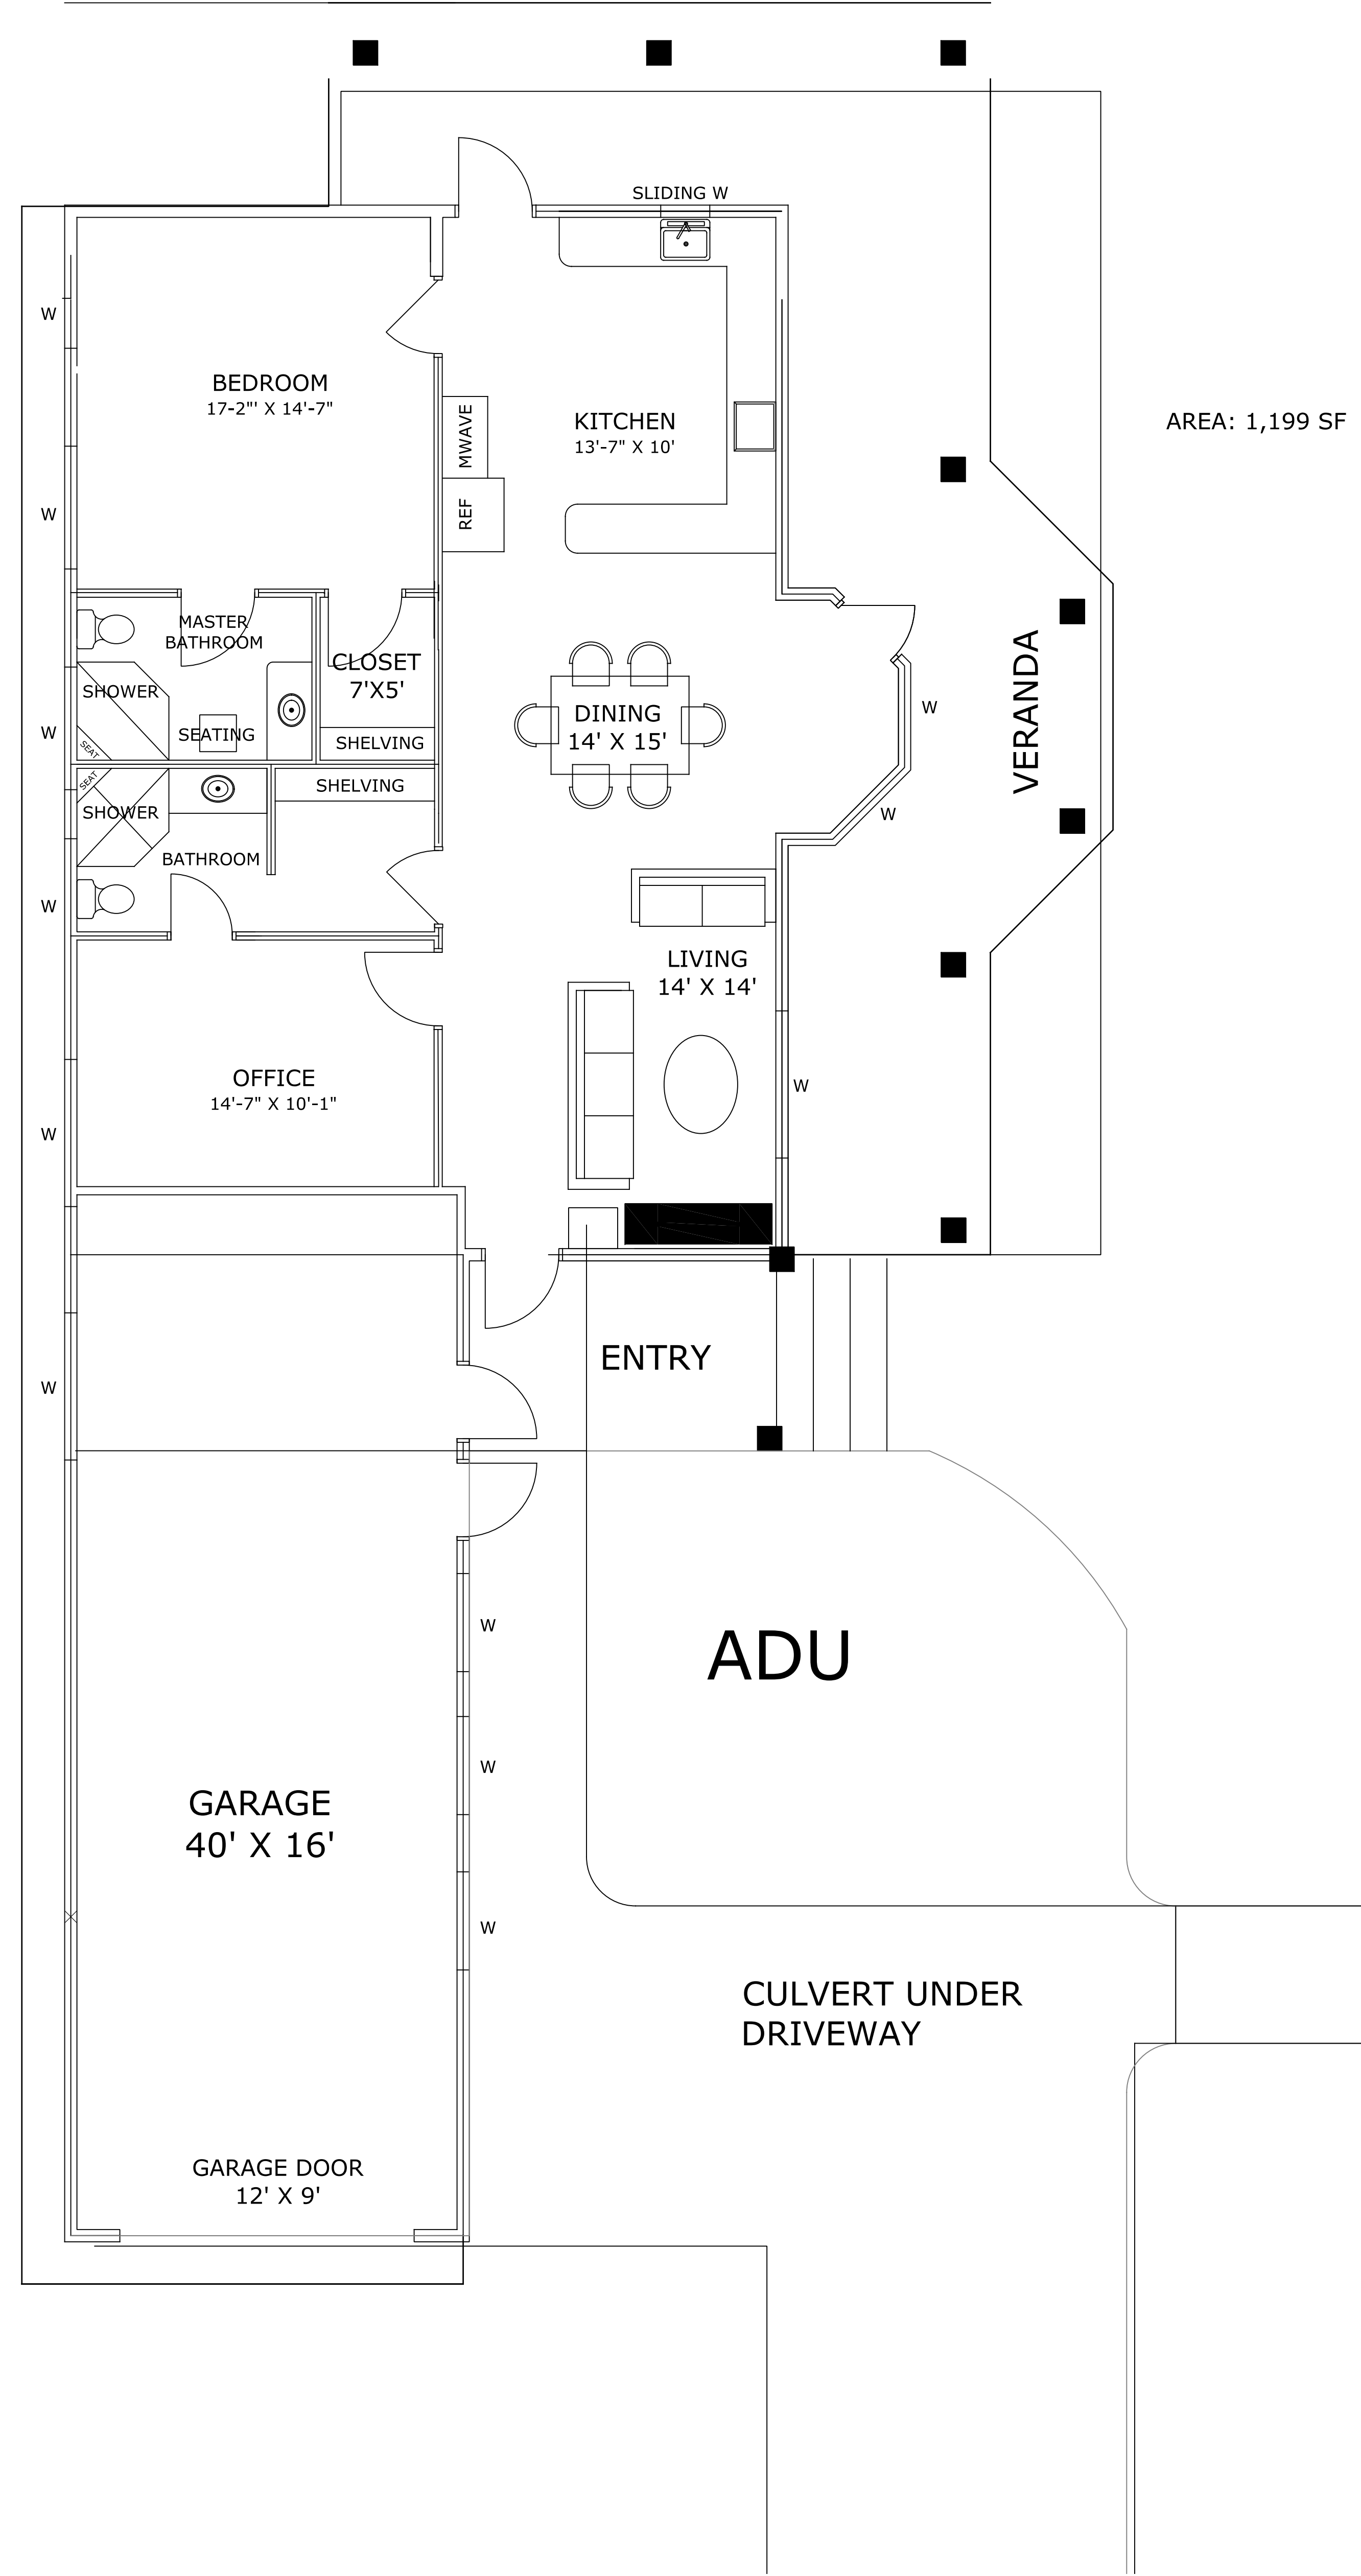 SLIDING W
W
BEDROOM
17-2"' X 14'-7"
MWAVE
KITCHEN
13'-7" X 10'
AREA: 1,199 SF
REF
W
MASTER
BATHROOM
CLOSET
7'X5'
SHOWER
SEATING
SEAT
SHELVING
W
DINING
14' X 15'
W
VERANDA
SEAT
SHOWER
SHELVING
W
BATHROOM
W
LIVING
14' X 14'
OFFICE
14'-7" X 10'-1"
W
W
ENTRY
W
W
ADU
W
GARAGE
40' X 16'
W
CULVERT UNDER
DRIVEWAY
GARAGE DOOR
12' X 9'